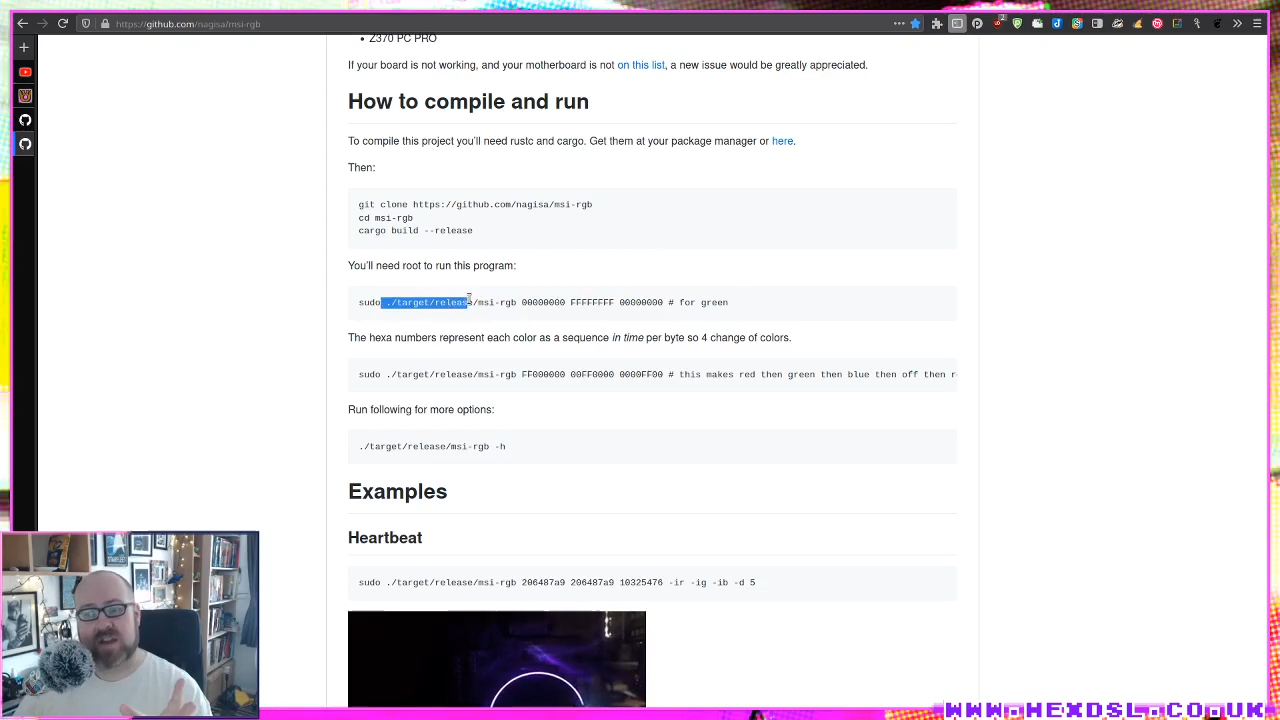 https://github.com/nagisa/msi-rgb
• Z370 PC PRO
If your board is not working, and your motherboard is not on this list, a new issue would be greatly appreciated.
How to compile and run
To compile this project you'll need rustc and cargo. Get them at your package manager or here.
Then:
git clone https://github.com/nagisa/msi-rgb
cd msi-rgb
cargo build --release
You'll need root to run this program:
sudo ./target/release/msi-rgb 00000000 FFFFFFFF 00000000 # for green
The hexa numbers represent each color as a sequence in time per byte so 4 change of colors.
sudo ./target/release/msi-rgb FF000000 00FF0000 0000FF00 # this makes red then green then blue then off then r
Run following for more options:
./target/release/msi-rgb -h
Examples
Heartbeat
sudo ./target/release/msi-rgb 206487a9 206487a9 10325476 -ir -ig -ib -d 5
WWW.HEXDSL.CO.UK